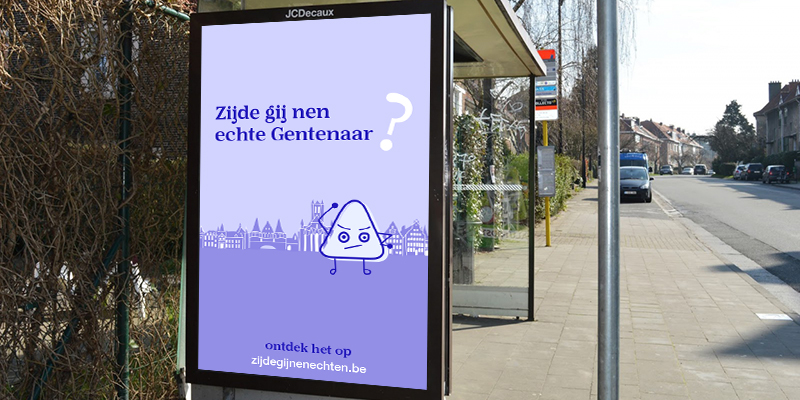 JCDecaux
Zijde gij nen
echte Gentenaar ?
ontdek het op
zijdegijnenechten.be